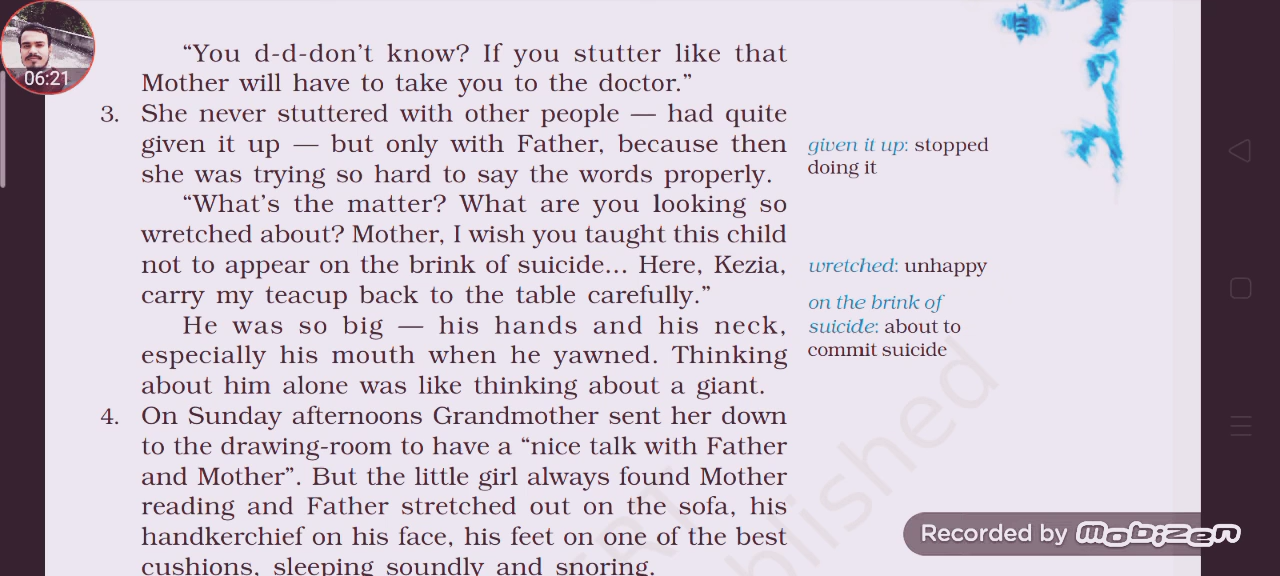 06:21
“You d-d-don’t know? If you stutter like that
Mother will have to take you to the doctor.”
3. She never stuttered with other people — had quite
given it up — but only with Father, because then
she was trying so hard to say the words properly.
“What’s the matter? What are you looking so
wretched about? Mother, I wish you taught this child
not to appear on the brink of suicide... Here, Kezia,
carry my teacup back to the table carefully.”
He was so big — his hands and his neck,
especially his mouth when he yawned. Thinking
about him alone was like thinking about a giant.
4. On Sunday afternoons Grandmother sent her down
to the drawing-room to have a “nice talk with Father
and Mother”. But the little girl always found Mother
reading and Father stretched out on the sofa, his
handkerchief on his face, his feet on one of the best
cushions, sleeping soundly and snoring.
given it up: stopped
doing it
wretched: unhappy
on the brink of
suicide: about to
commit suicide
Recorded by mobizen